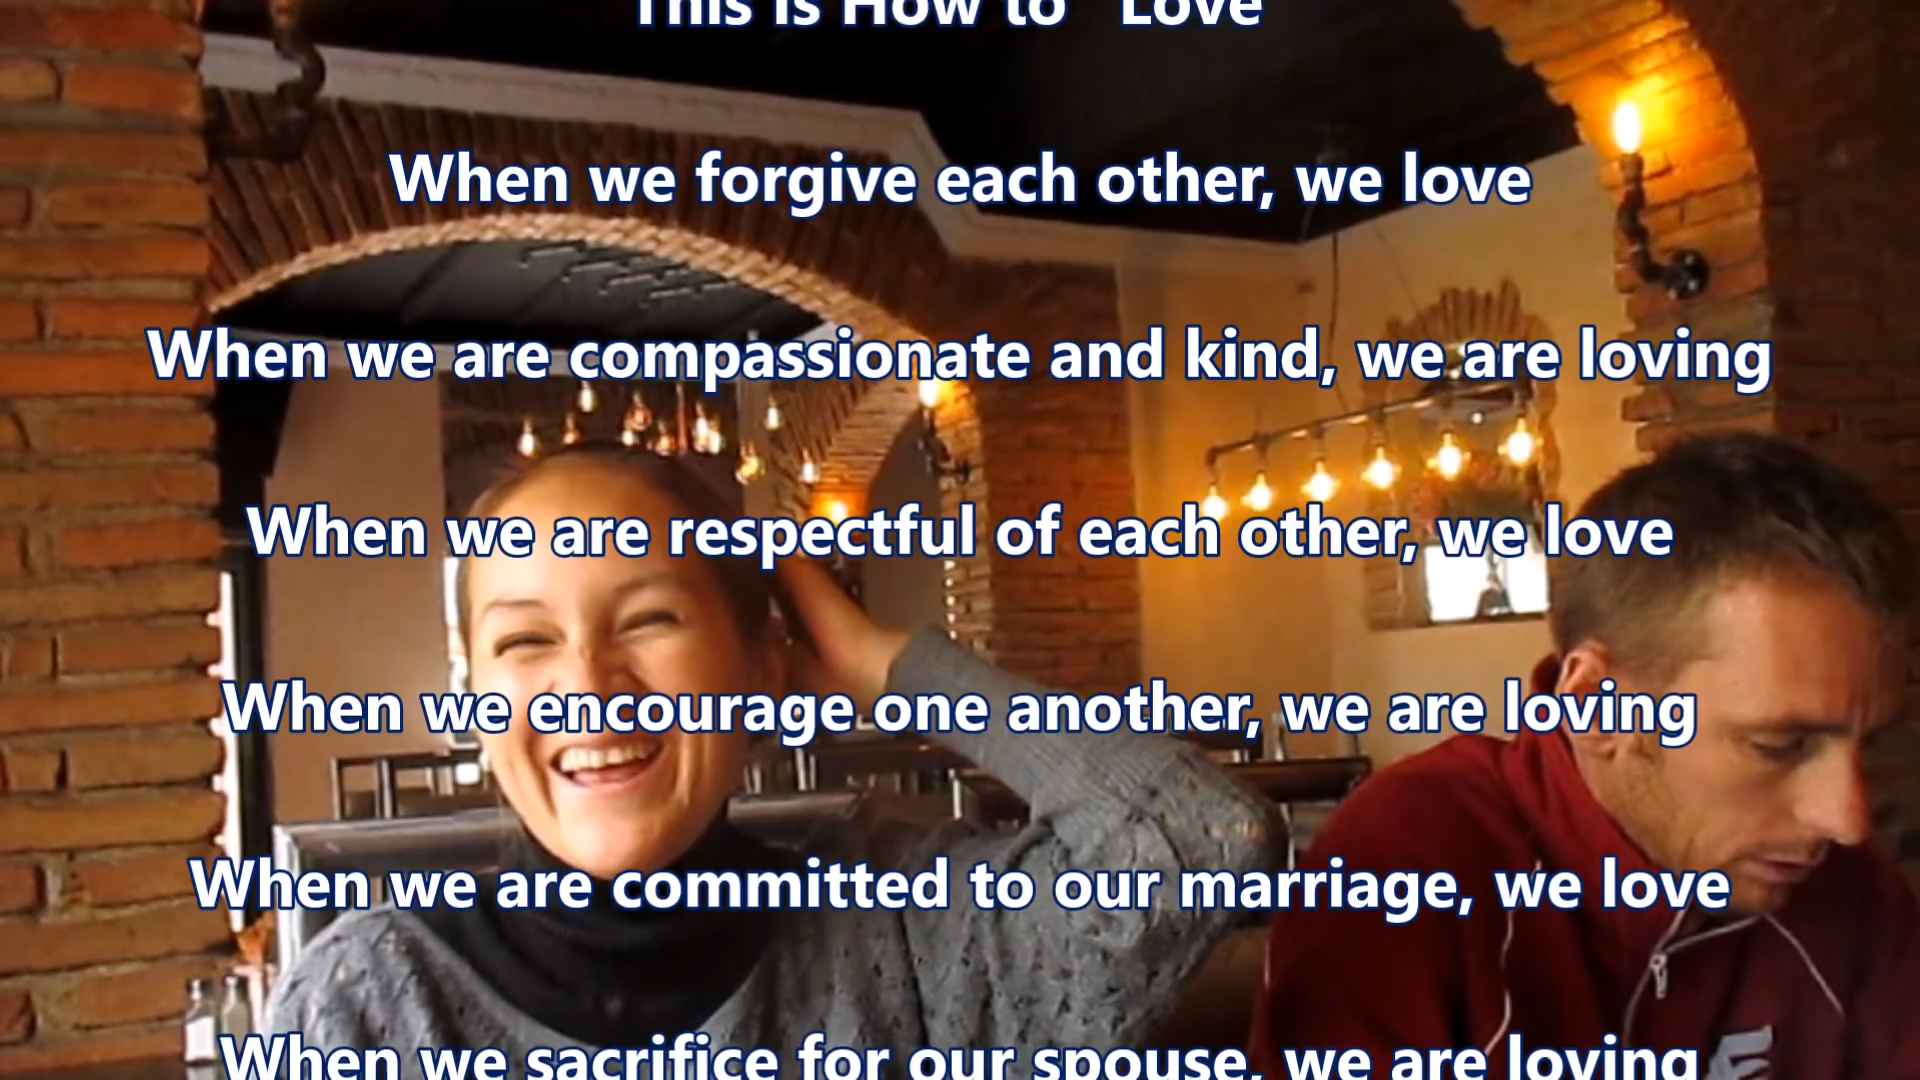 This is How to "Love"
When we forgive each other, we love
When we are compassionate and kind, we are loving
When we are respectful of each other, we love
When we encourage one another, we are loving
When we are committed to our marriage, we love
When we sacrifice for our spouse, we are loving